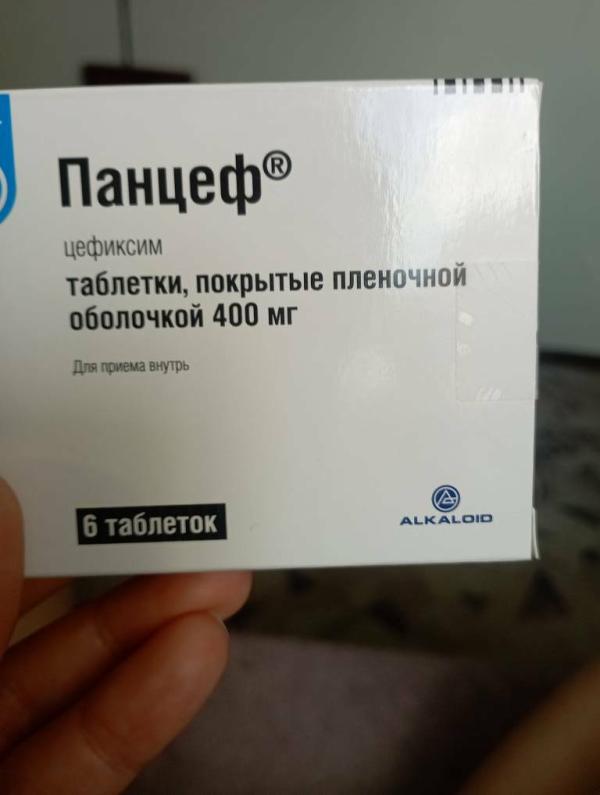 Панцеф®
цефиксим
таблетки, покрытые пленочной
оболочкой 400 мг
Для приема внутрь
6 таблеток
ALKALOID